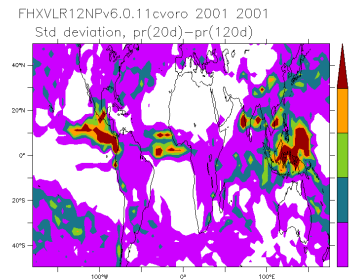 FHXVLR12NPv6.0.11cvoro 2001 2001
Std deviation, pr(20d)-pr(120d)
40°N
20°N
0°
20°S
40°S
100°W
0°
100°E